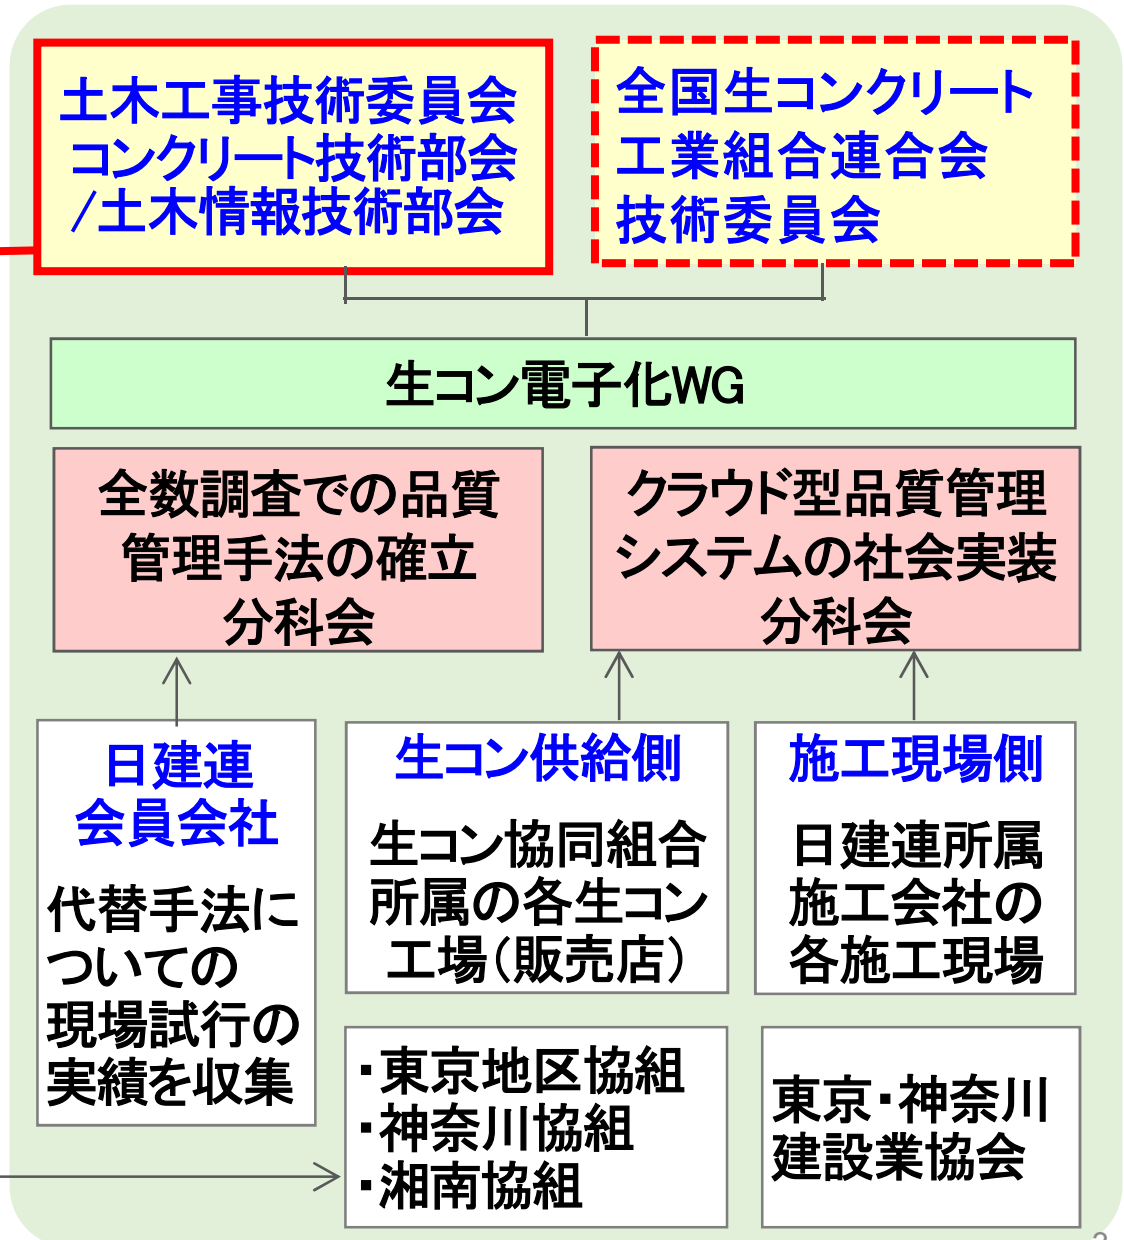 土木工事技術委員会
コンクリート技術部会
/土木情報技術部会
全国生コンクリート
工業組合連合会
技術委員会
生コン電子化WG
全数調査での品質
管理手法の確立
分科会
クラウド型品質管理
システムの社会実装
分科会
日建連
会員会社
代替手法に
ついての
現場試行の
実績を収集
生コン供給側
生コン協同組合
所属の各生コン
工場(販売店)
施工現場側
日建連所属
施工会社の
各施工現場
・東京地区協組
・神奈川協組
・湘南協組
東京・神奈川
建設業協会